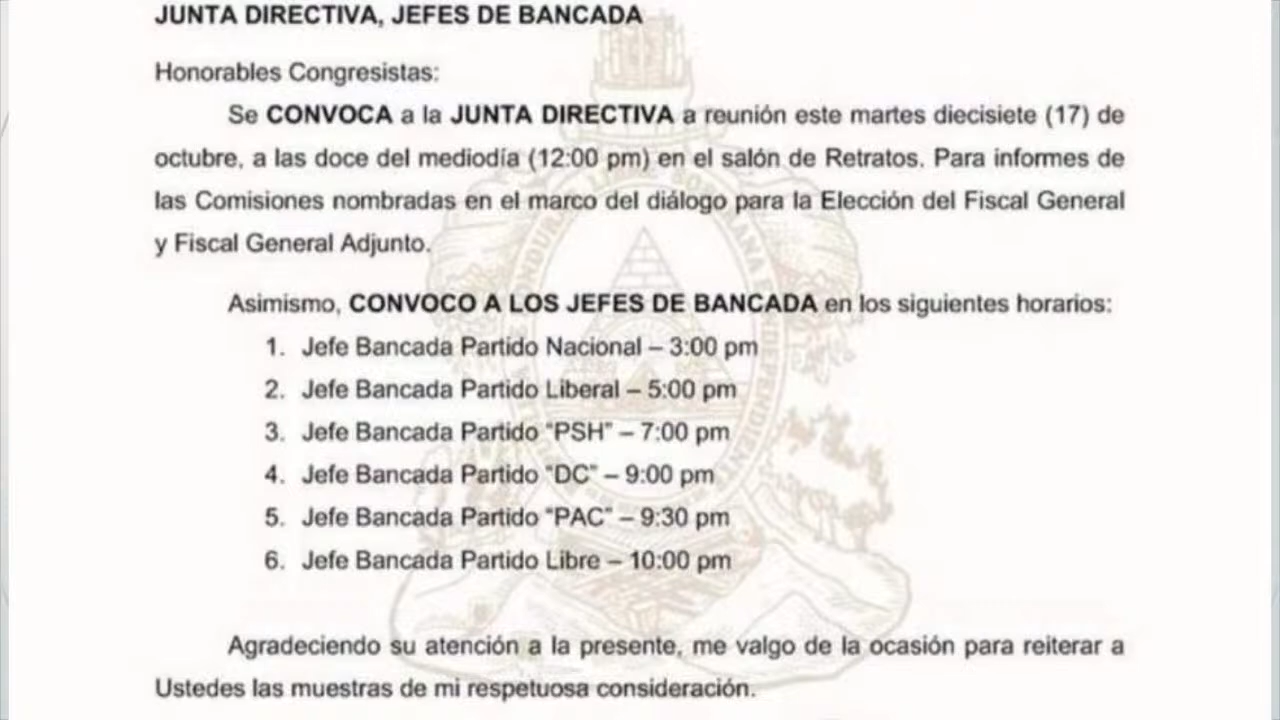 JUNTA DIRECTIVA, JEFES DE BANCADA
Honorables Congresistas:
Se CONVOCA a la JUNTA DIRECTIVA a reunión este martes diecisiete (17) de
octubre, a las doce del mediodía (12:00 pm) en el salón de Retratos. Para informes de
las Comisiones nombradas en el marco del diálogo para la Elección del Fiscal General
y Fiscal General Adjunto.
Asimismo, CONVOCO A LOS JEFES DE BANCADA en los siguientes horarios:
1. Jefe Bancada Partido Nacional – 3:00 pm
2. Jefe Bancada Partido Liberal – 5:00 pm
3. Jefe Bancada Partido "PSH" – 7:00 pm
4. Jefe Bancada Partido "DC" – 9:00 pm
5. Jefe Bancada Partido "PAC" – 9:30 pm
6. Jefe Bancada Partido Libre – 10:00 pm
Agradeciendo su atención a la presente, me valgo de la ocasión para reiterar a
Ustedes las muestras de mi respetuosa consideración.